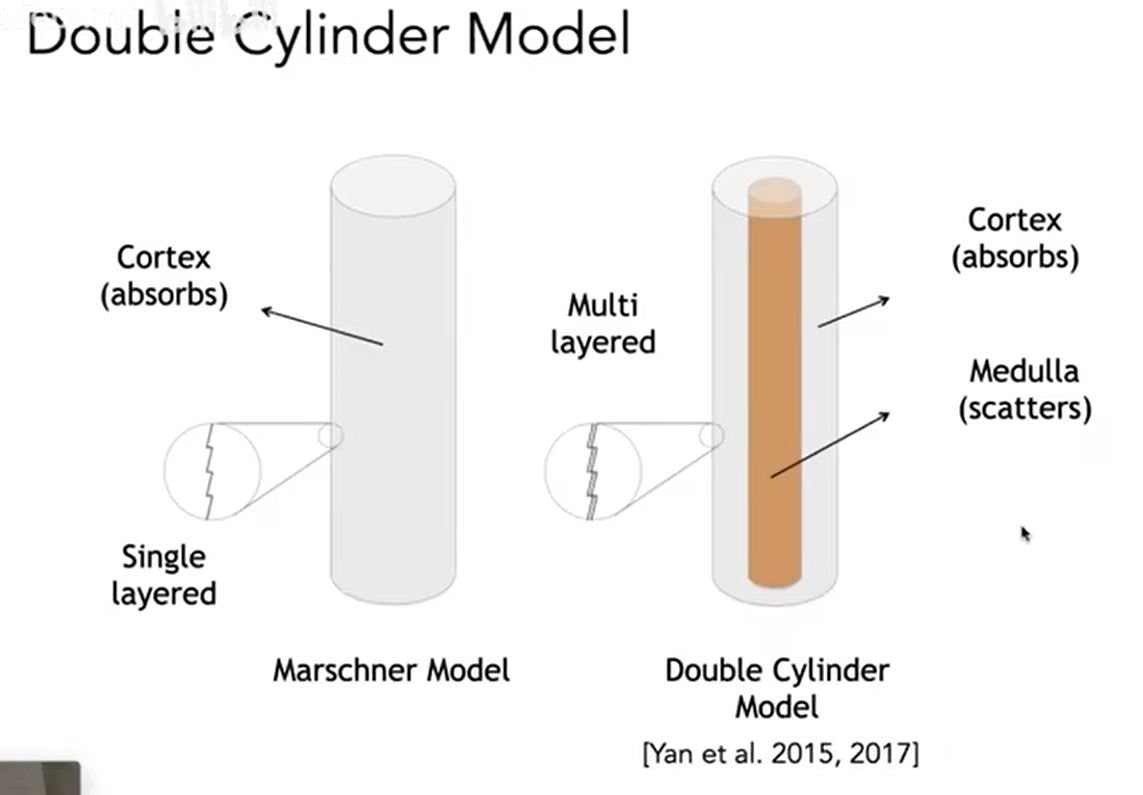 Double Cylinder Model
Cortex
(absorbs)
Single
layered
Marschner Model
Multi
layered
Cortex
(absorbs)
Medulla
(scatters)
Double Cylinder
Model
[Yan et al. 2015, 2017]